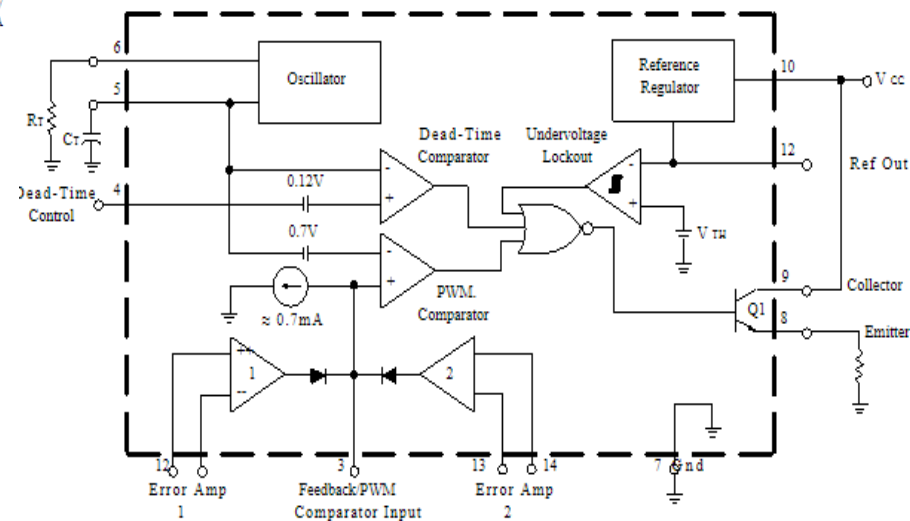 6
Oscillator
Reference
Regulator
10
V cc
5
RT
CT
Dead-Time
Comparator
Undervoltage
Lockout
-
12
Ref Out
Dead-Time
Control
4
0.12V
-
+
+
V TH
0.7V
-
+
PWM.
Comparator
≈ 0.7mA
9
Collector
Q1
8
Emitter
++
1
--
2
12
3
13
14
7
Gnd
Error Amp
1
Feedback/PWM
Comparator Input
Error Amp
2